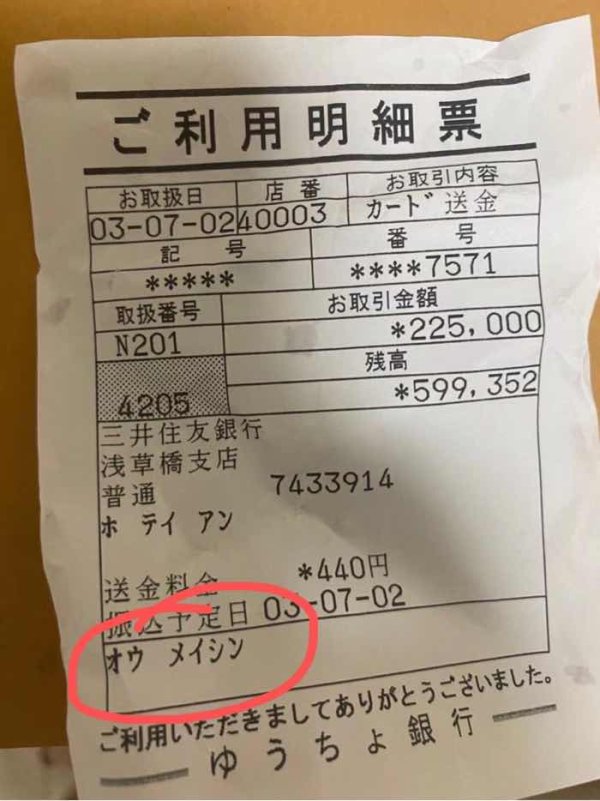 ご利用明細票
お取扱日 店番 お取引内容
03-07-02 40003 カード送金
記号 番号
***** ****7571
取扱番号 お取引金額
N201 *225,000
残高
4205 *599,352
三井住友銀行
浅草橋支店
普通 7433914
ホ テイ アン
送金料金 *440円
振込予定日 03-07-02
オウ メイシン
ご利用いただきましてありがとうございました。
ゆうちょ銀行